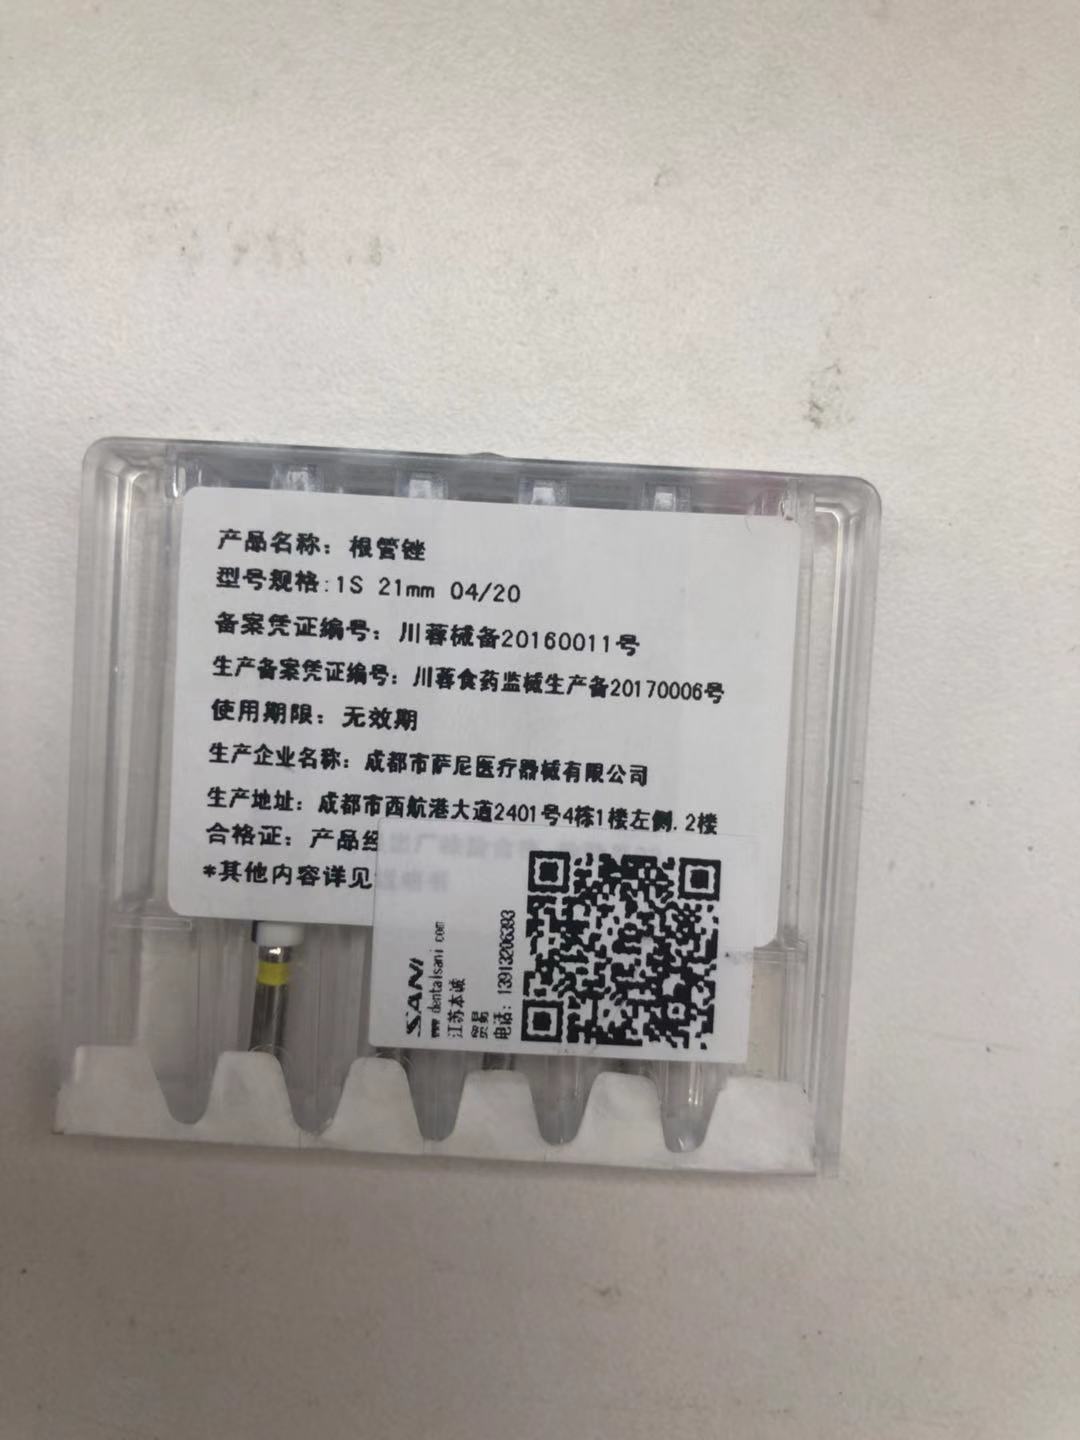 产品名称：根管锉
型号规格:1S 21mm 04/20
备案凭证编号：川蓉械备20160011号
生产备案凭证编号：川蓉食药监械生产备20170006号
使用期限：无效期
生产企业名称：成都市萨尼医疗器械有限公司
生产地址：成都市西航港大道2401号4栋1楼左侧.2楼
合格证：产品经
*其他内容详见
SANI
www.dentalsani.com
江苏本诚
贸易
电话：13913206393